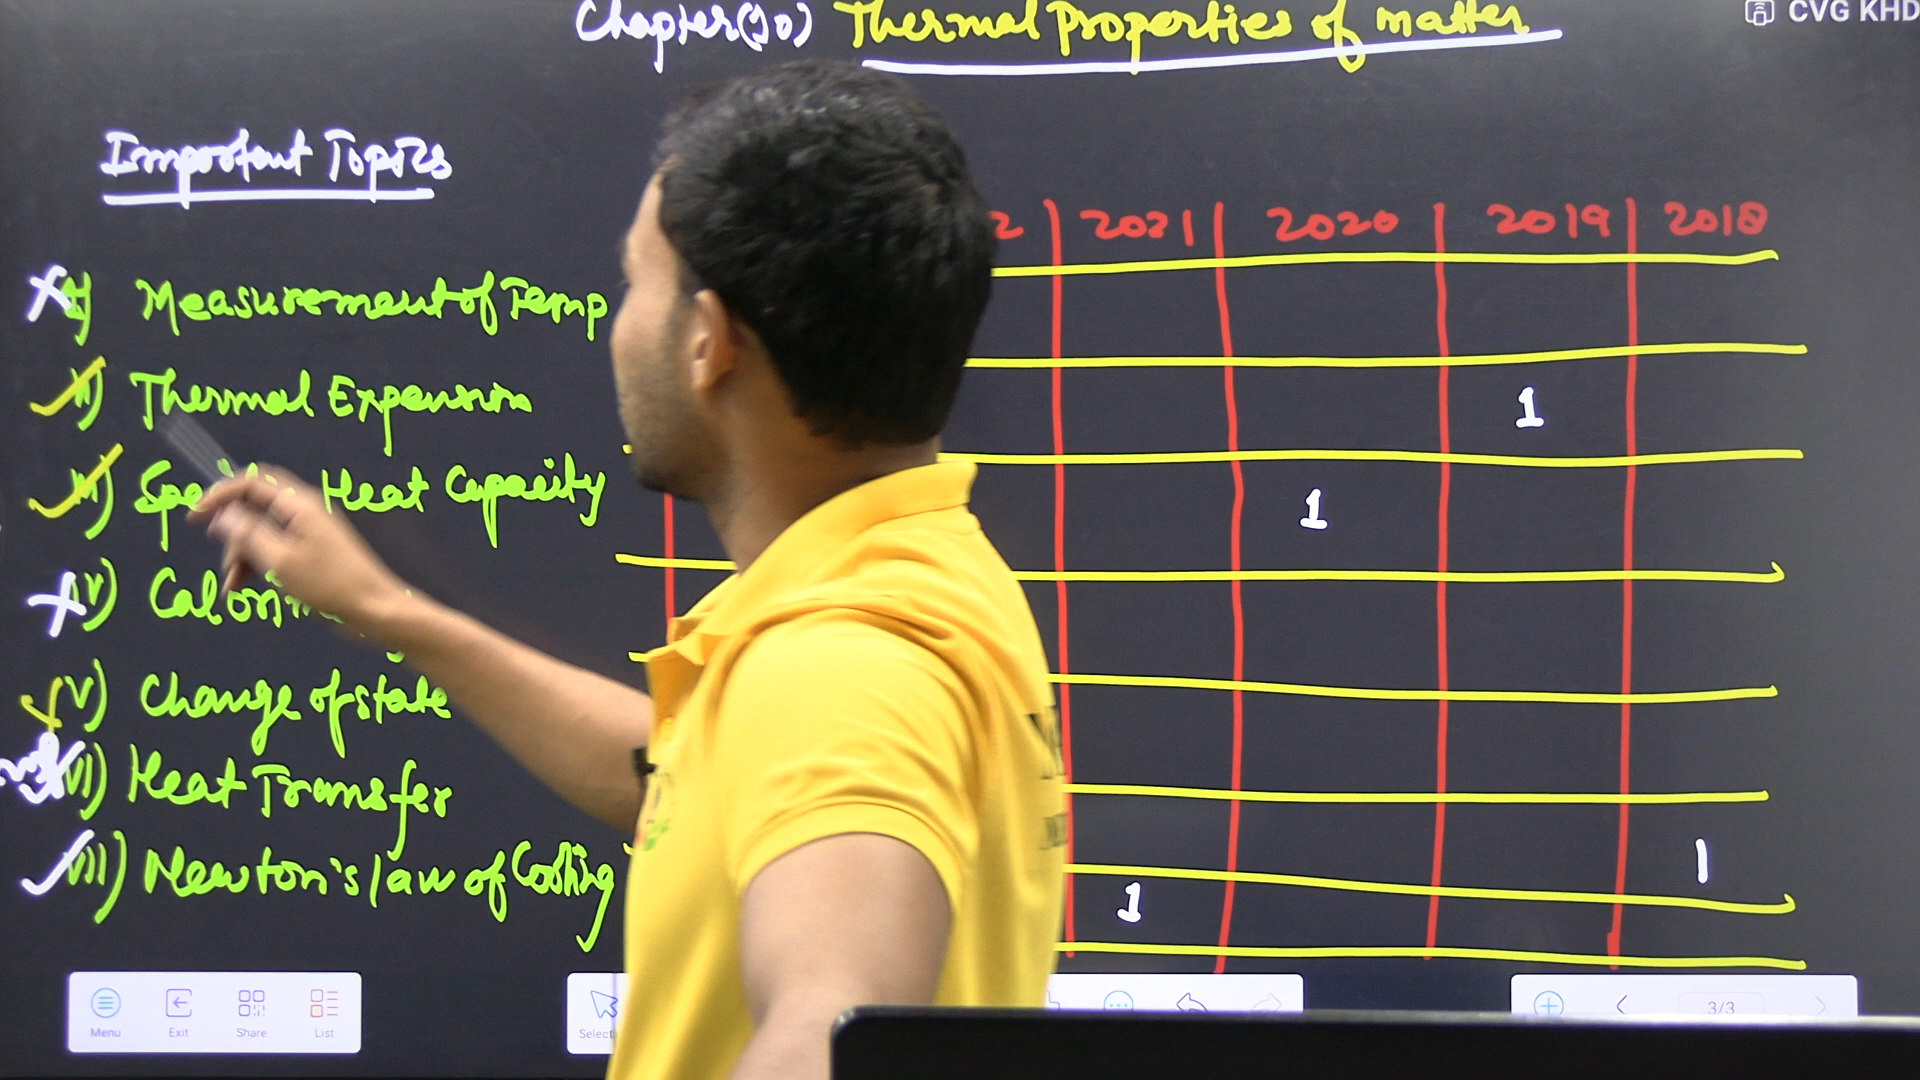 Chapter(10) Thermal Properties of matter
CVG KHD
Important Topics
2021 2020 2019 2018
I) Measurement of Temp
II) Thermal Expension 1
III) Heat Capacity 1
IV)
V) Change of state
VI) Heat Transfer
1
VII) Newton's law of Cooling 1
Menu Exit Share List
3/3